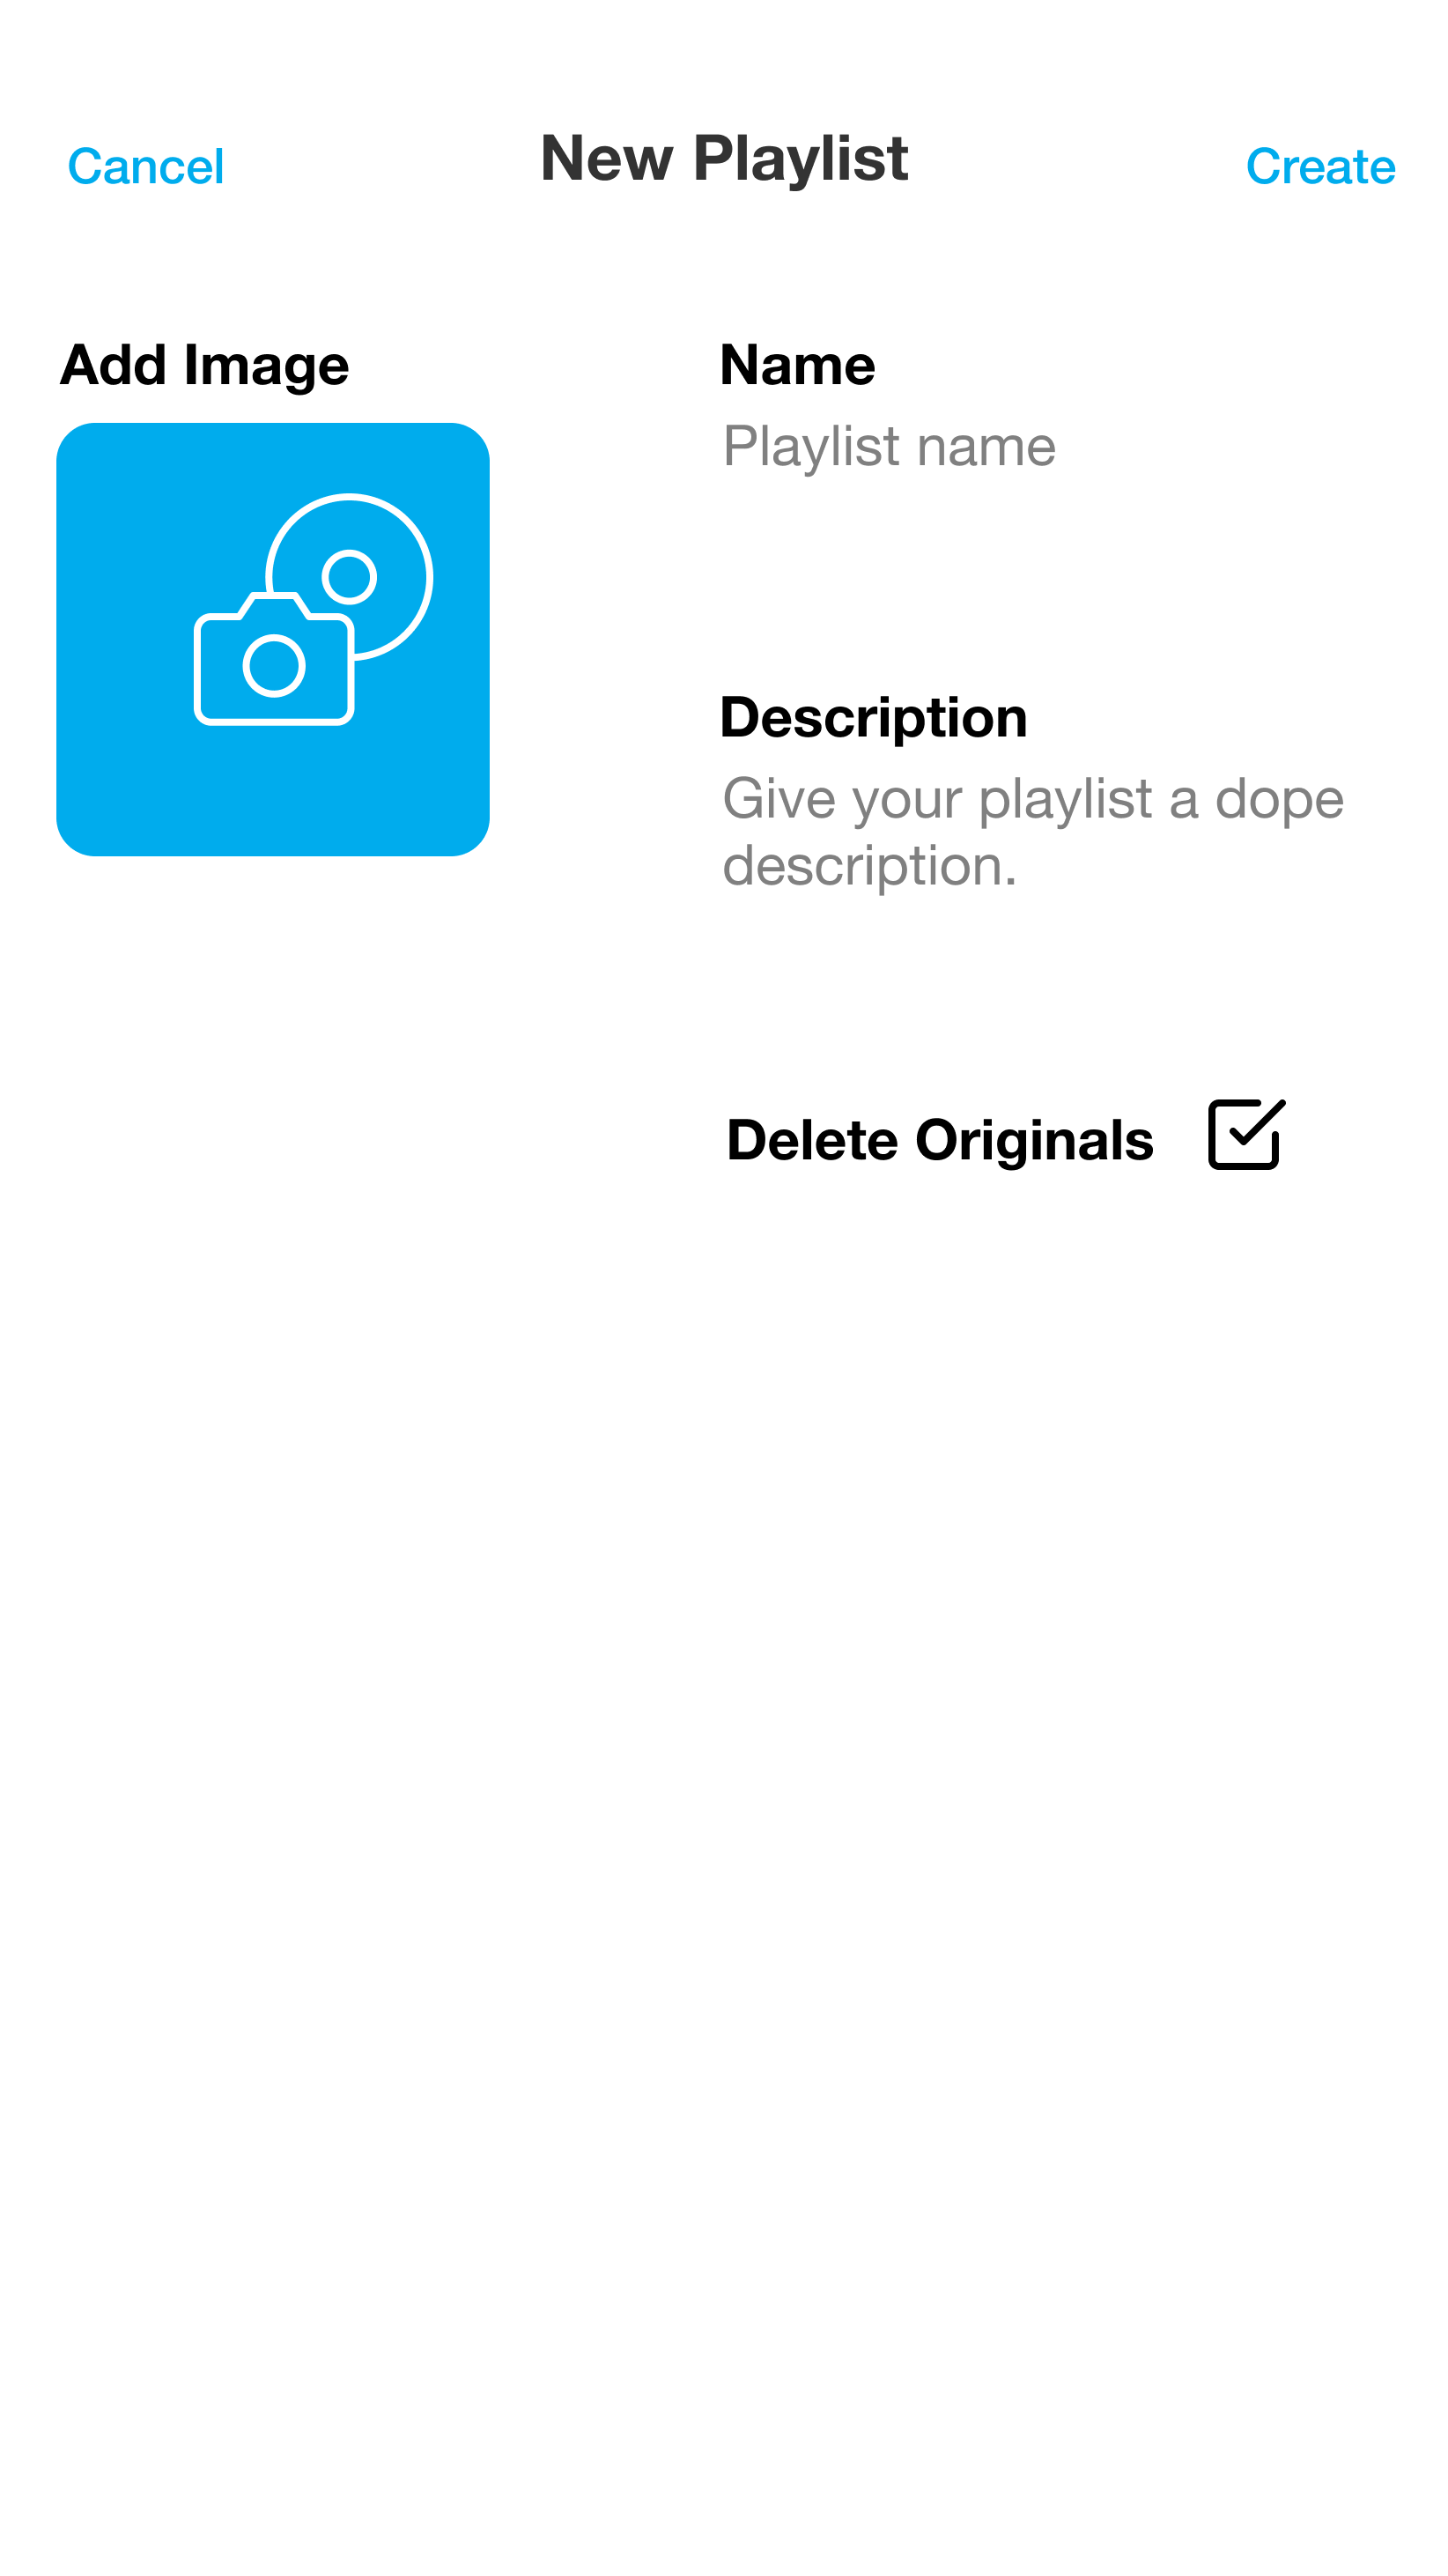 Cancel
New Playlist
Create
Add Image
Name
Playlist name
Description
Give your playlist a dope
description.
Delete Originals